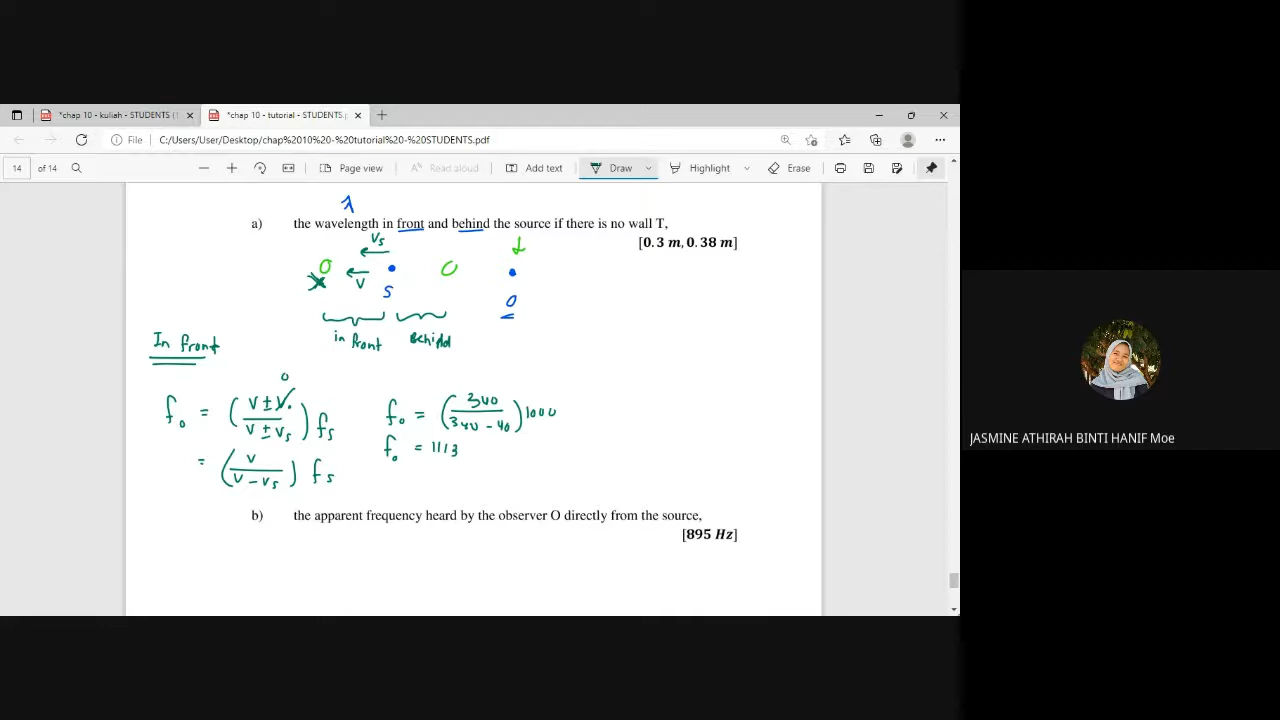 *chap 10 - kuliah - STUDENTS (1
*chap 10 - tutorial - STUDENTS.p
File C:/Users/User/Desktop/chap%2010%20-%20tutorial%20-%20STUDENTS.pdf
14 of 14 Page view Read aloud Add text Draw Highlight Erase
λ
a) the wavelength in front and behind the source if there is no wall T,
[0.3 m, 0.38 m]
Vs
O
O
V
S
O
in front
Behind
In front
O
f₀ = (V ± V₀ / V ± Vs) fs
f₀ = (340 / 340 - 40) 1000
= (V / V - Vs) fs
f₀ = 1113
b) the apparent frequency heard by the observer O directly from the source,
[895 Hz]
JASMINE ATHIRAH BINTI HANIF Moe